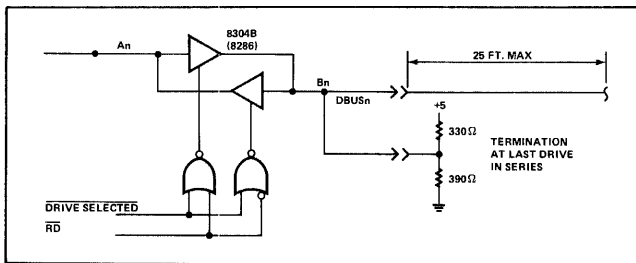 8304B
(8286)
An
25 FT. MAX
Bn
DBUSn
+5
330Ω
TERMINATION
AT LAST DRIVE
IN SERIES
390Ω
DRIVE SELECTED
RD